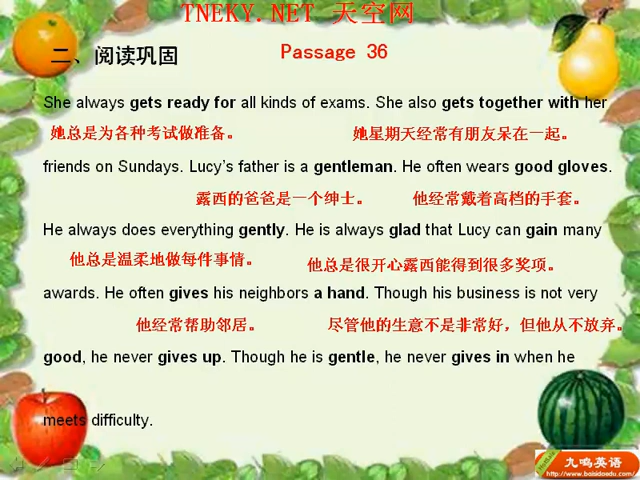 TNEKY.NET 天空网
二、阅读巩固
Passage 36
She always gets ready for all kinds of exams. She also gets together with her
她总是为各种考试做准备。 她星期天经常有朋友呆在一起。
friends on Sundays. Lucy's father is a gentleman. He often wears good gloves.
露西的爸爸是一个绅士。 他经常戴着高档的手套。
He always does everything gently. He is always glad that Lucy can gain many
他总是温柔地做每件事情。 他总是很开心露西能得到很多奖项。
awards. He often gives his neighbors a hand. Though his business is not very
他经常帮助邻居。 尽管他的生意不是非常好，但他从不放弃。
good, he never gives up. Though he is gentle, he never gives in when he
meets difficulty.
九鸣英语
http://www.baisidaedu.com/